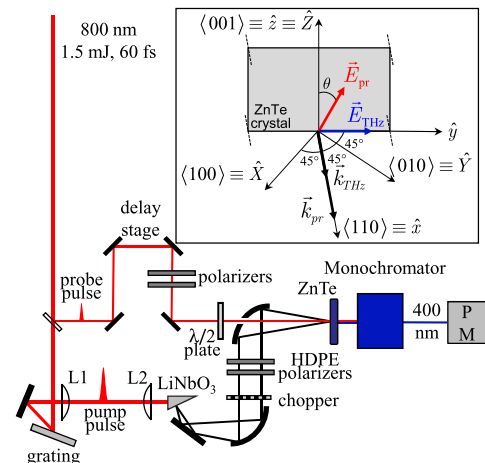 800 nm
1.5 mJ, 60 fs
⟨001⟩ ≡ ẑ ≡ Ẑ
θ
E⃗pr
E⃗THz
ZnTe
crystal
ŷ
45°
45°
45°
⟨100⟩ ≡ X̂
⟨010⟩ ≡ Ŷ
k⃗THz
k⃗pr
⟨110⟩ ≡ x̂
delay
stage
polarizers
probe
pulse
Monochromator
ZnTe
400
nm
P
M
λ/2
plate
HDPE
polarizers
chopper
L1
L2
LiNbO3
pump
pulse
grating